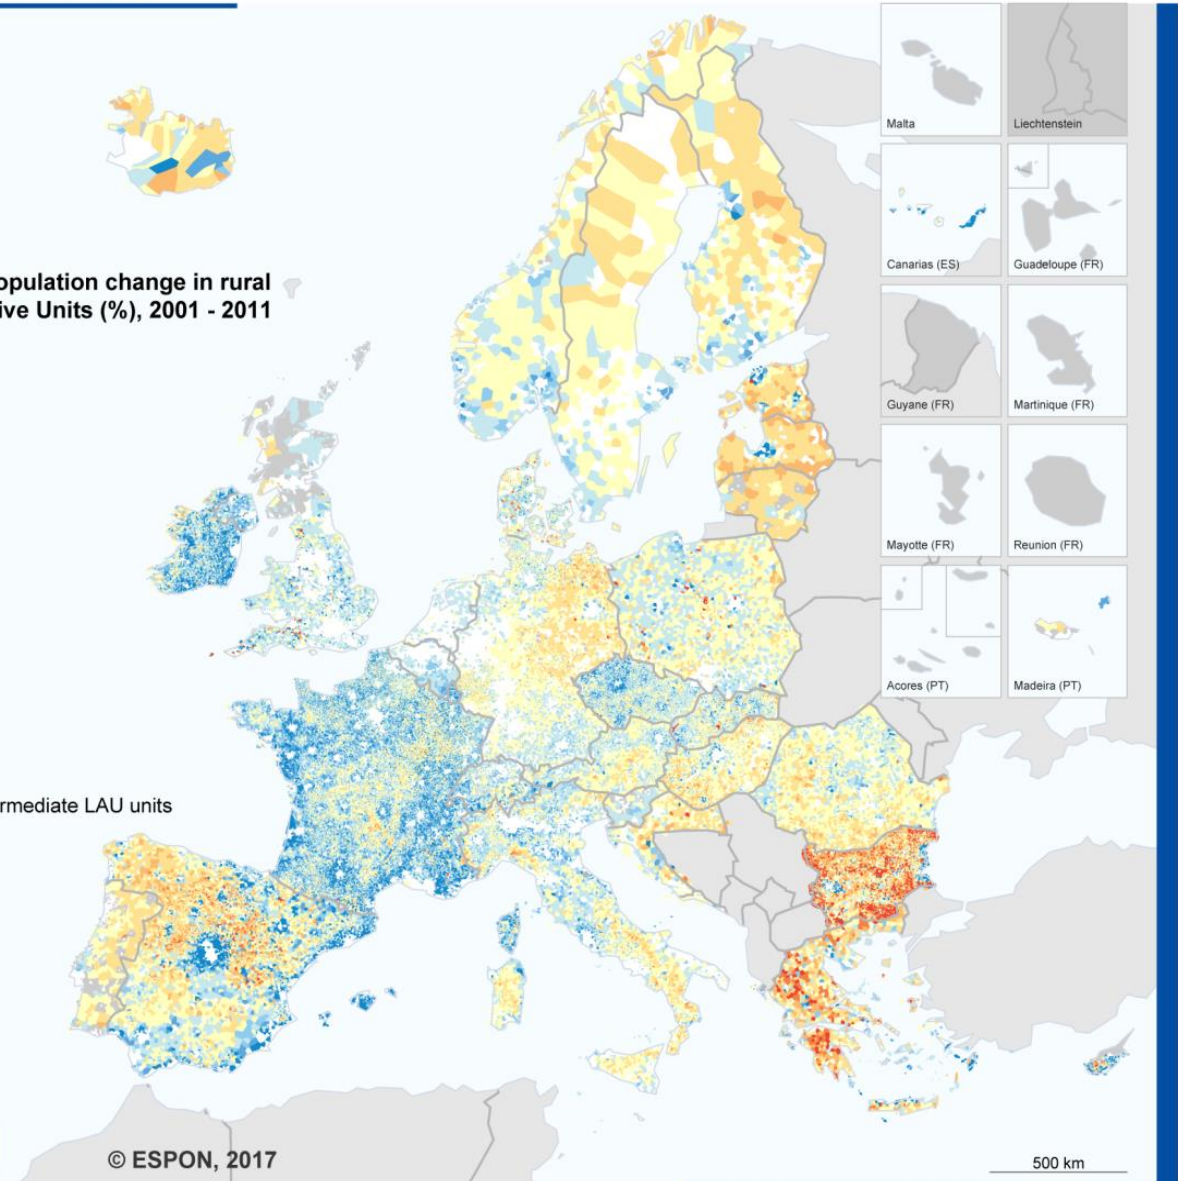 Malta
Liechtenstein
Canarias (ES)
Guadeloupe (FR)
opulation change in rural
ive Units (%), 2001 - 2011
Guyane (FR)
Martinique (FR)
Mayotte (FR)
Reunion (FR)
Acores (PT)
Madeira (PT)
rmediate LAU units
© ESPON, 2017
500 km